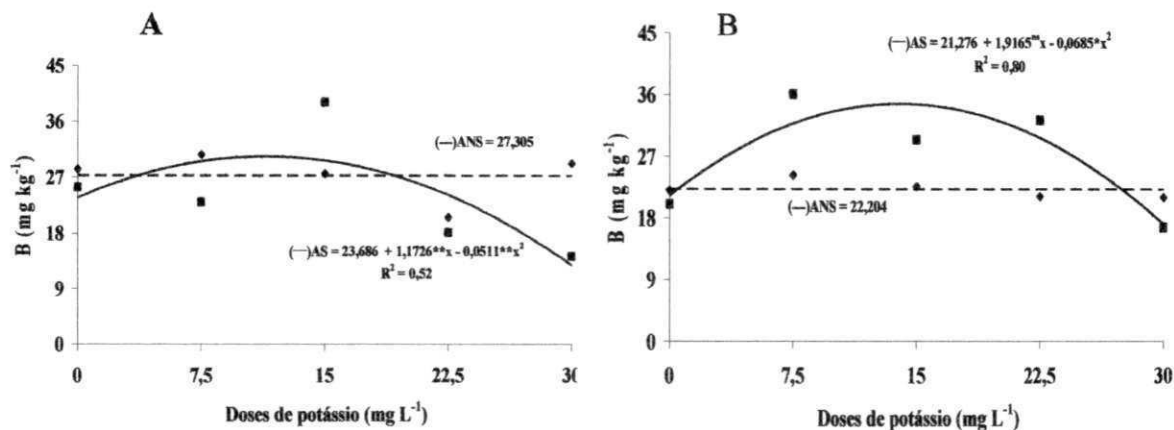 A
45
36
27
18
9
0
B (mg kg⁻¹)
(---)ANS = 27,305
(—)AS = 23,686 + 1,1726**x - 0,0511**x²
R² = 0,52
0 7,5 15 22,5 30
Doses de potássio (mg L⁻¹)
B
45
36
27
18
9
0
B (mg kg⁻¹)
(—)AS = 21,276 + 1,9165ⁿˢx - 0,0685*x²
R² = 0,80
(---)ANS = 22,204
0 7,5 15 22,5 30
Doses de potássio (mg L⁻¹)